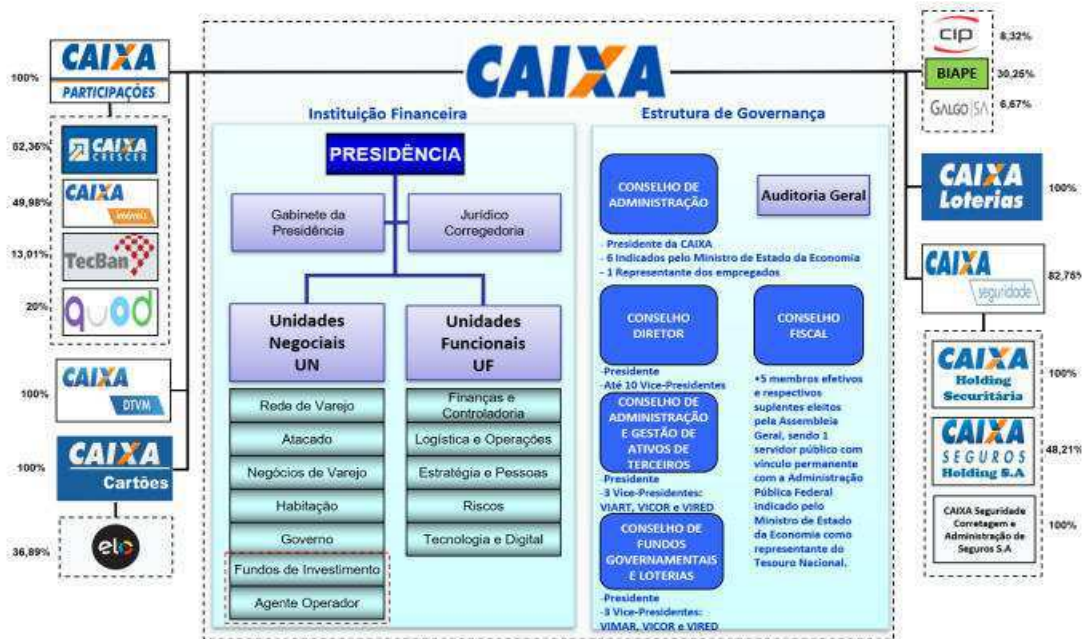 CAIXA
PARTICIPAÇÕES
100%
CAIXA
CRESCER
82,36%
CAIXA
imóveis
49,98%
TecBan
13,01%
quod
20%
CAIXA
DTVM
100%
CAIXA
Cartões
100%
elo
36,89%
CAIXA
Instituição Financeira
PRESIDÊNCIA
Gabinete da
Presidência
Jurídico
Corregedoria
Unidades
Negociais
UN
Unidades
Funcionais
UF
Rede de Varejo
Atacado
Negócios de Varejo
Habitação
Governo
Fundos de Investimento
Agente Operador
Finanças e
Controladoria
Logística e Operações
Estratégia e Pessoas
Riscos
Tecnologia e Digital
Estrutura de Governança
CONSELHO DE
ADMINISTRAÇÃO
Auditoria Geral
- Presidente da CAIXA
- 6 Indicados pelo Ministro de Estado da Economia
- 1 Representante dos empregados
CONSELHO
DIRETOR
-Presidente
-Até 10 Vice-Presidentes
CONSELHO DE
ADMINISTRAÇÃO
E GESTÃO DE
ATIVOS DE
TERCEIROS
-Presidente
-3 Vice-Presidentes:
VIART, VICOR e VIRED
CONSELHO DE
FUNDOS
GOVERNAMENTAIS
E LOTERIAS
-Presidente
-3 Vice-Presidentes:
VIMAR, VICOR e VIRED
CONSELHO
FISCAL
•5 membros efetivos
e respectivos
suplentes eleitos
pela Assembleia
Geral, sendo 1
servidor público com
vínculo permanente
com a Administração
Pública Federal
indicado pelo
Ministro de Estado
da Economia como
representante do
Tesouro Nacional.
CIP
8,32%
BIAPE
30,25%
GALGO|SA
6,67%
CAIXA
Loterias
100%
CAIXA
seguridade
82,75%
CAIXA
Holding
Securitária
100%
CAIXA
SEGUROS
Holding S.A
48,21%
CAIXA Seguridade
Corretagem e
Administração de
Seguros S.A
100%